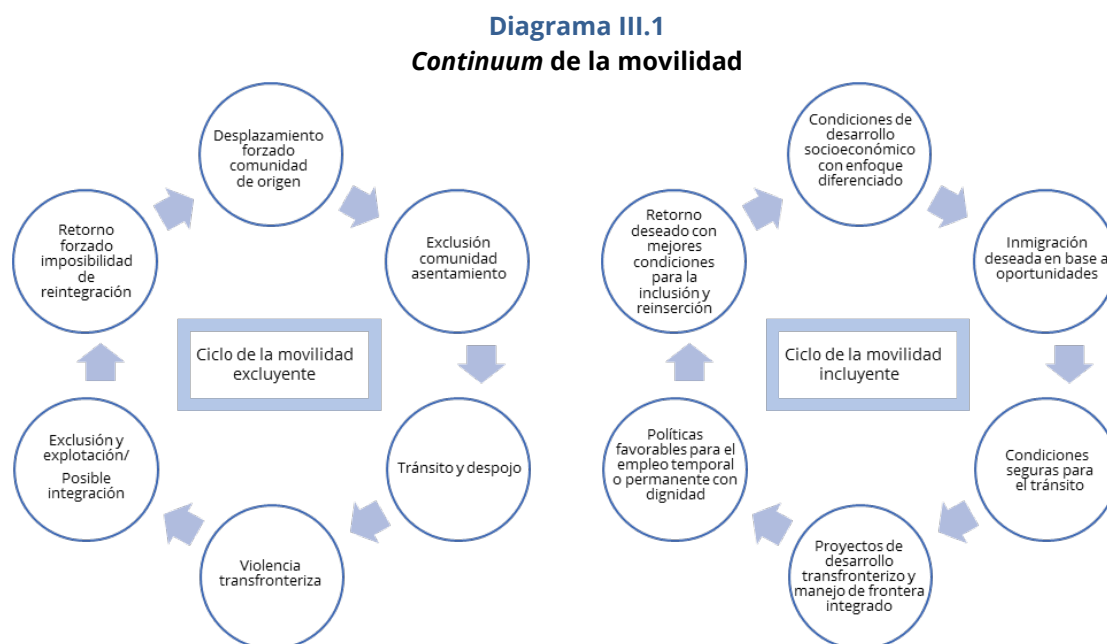 Diagrama III.1
Continuum de la movilidad
Desplazamiento
forzado
comunidad
de origen
Exclusión
comunidad
asentamiento
Tránsito y despojo
Violencia
transfronteriza
Exclusión y
explotación/
Posible
integración
Retorno
forzado
imposibilidad
de
reintegración
Ciclo de la movilidad
excluyente
Condiciones de
desarrollo
socioeconómico
con enfoque
diferenciado
Inmigración
deseada en base a
oportunidades
Condiciones
seguras para
el tránsito
Proyectos de
desarrollo
transfronterizo y
manejo de frontera
integrado
Políticas
favorables para el
empleo temporal
o permanente con
dignidad
Retorno
deseado con
mejores
condiciones
para la
inclusión y
reinserción
Ciclo de la movilidad
incluyente